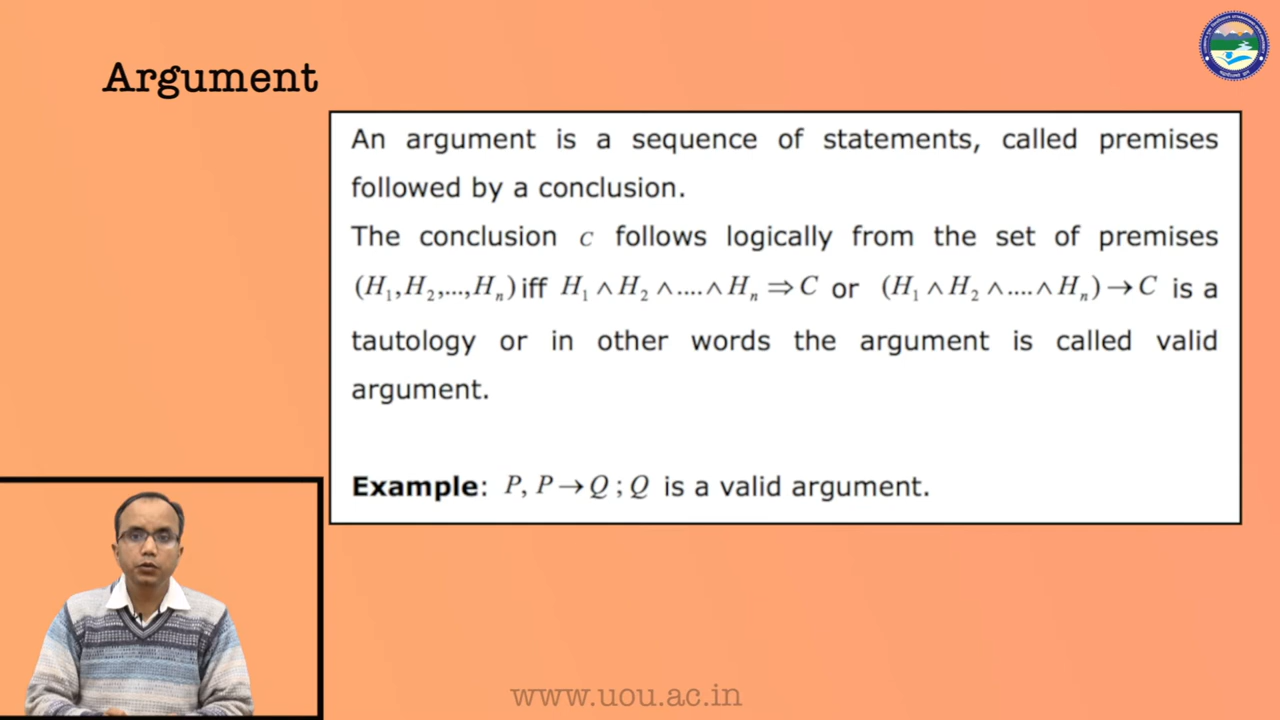 Argument
An argument is a sequence of statements, called premises
followed by a conclusion.
The conclusion C follows logically from the set of premises
(H₁,H₂,...,Hₙ) iff H₁ ∧ H₂ ∧ .... ∧ Hₙ ⇒ C or (H₁ ∧ H₂ ∧ .... ∧ Hₙ) → C is a
tautology or in other words the argument is called valid
argument.
Example: P, P → Q ; Q is a valid argument.
www.uou.ac.in